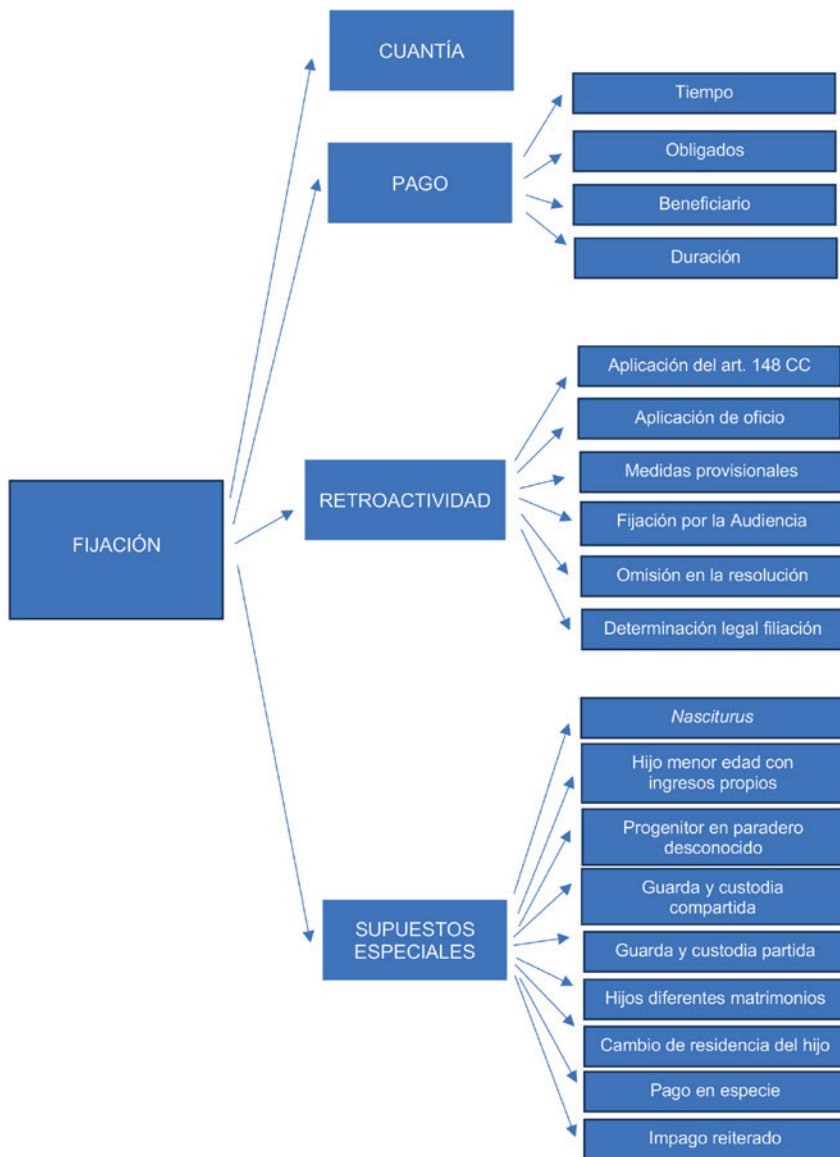 CUANTÍA
PAGO
Tiempo
Obligados
Beneficiario
Duración
FIJACIÓN
RETROACTIVIDAD
Aplicación del art. 148 CC
Aplicación de oficio
Medidas provisionales
Fijación por la Audiencia
Omisión en la resolución
Determinación legal filiación
SUPUESTOS
ESPECIALES
Nasciturus
Hijo menor edad con
ingresos propios
Progenitor en paradero
desconocido
Guarda y custodia
compartida
Guarda y custodia partida
Hijos diferentes matrimonios
Cambio de residencia del hijo
Pago en especie
Impago reiterado